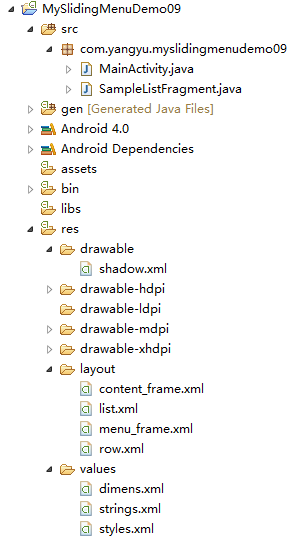 MySlidingMenuDemo09
src
com.yangyu.myslidingmenudemo09
MainActivity.java
SampleListFragment.java
gen [Generated Java Files]
Android 4.0
Android Dependencies
assets
bin
libs
res
drawable
shadow.xml
drawable-hdpi
drawable-ldpi
drawable-mdpi
drawable-xhdpi
layout
content_frame.xml
list.xml
menu_frame.xml
row.xml
values
dimens.xml
strings.xml
styles.xml